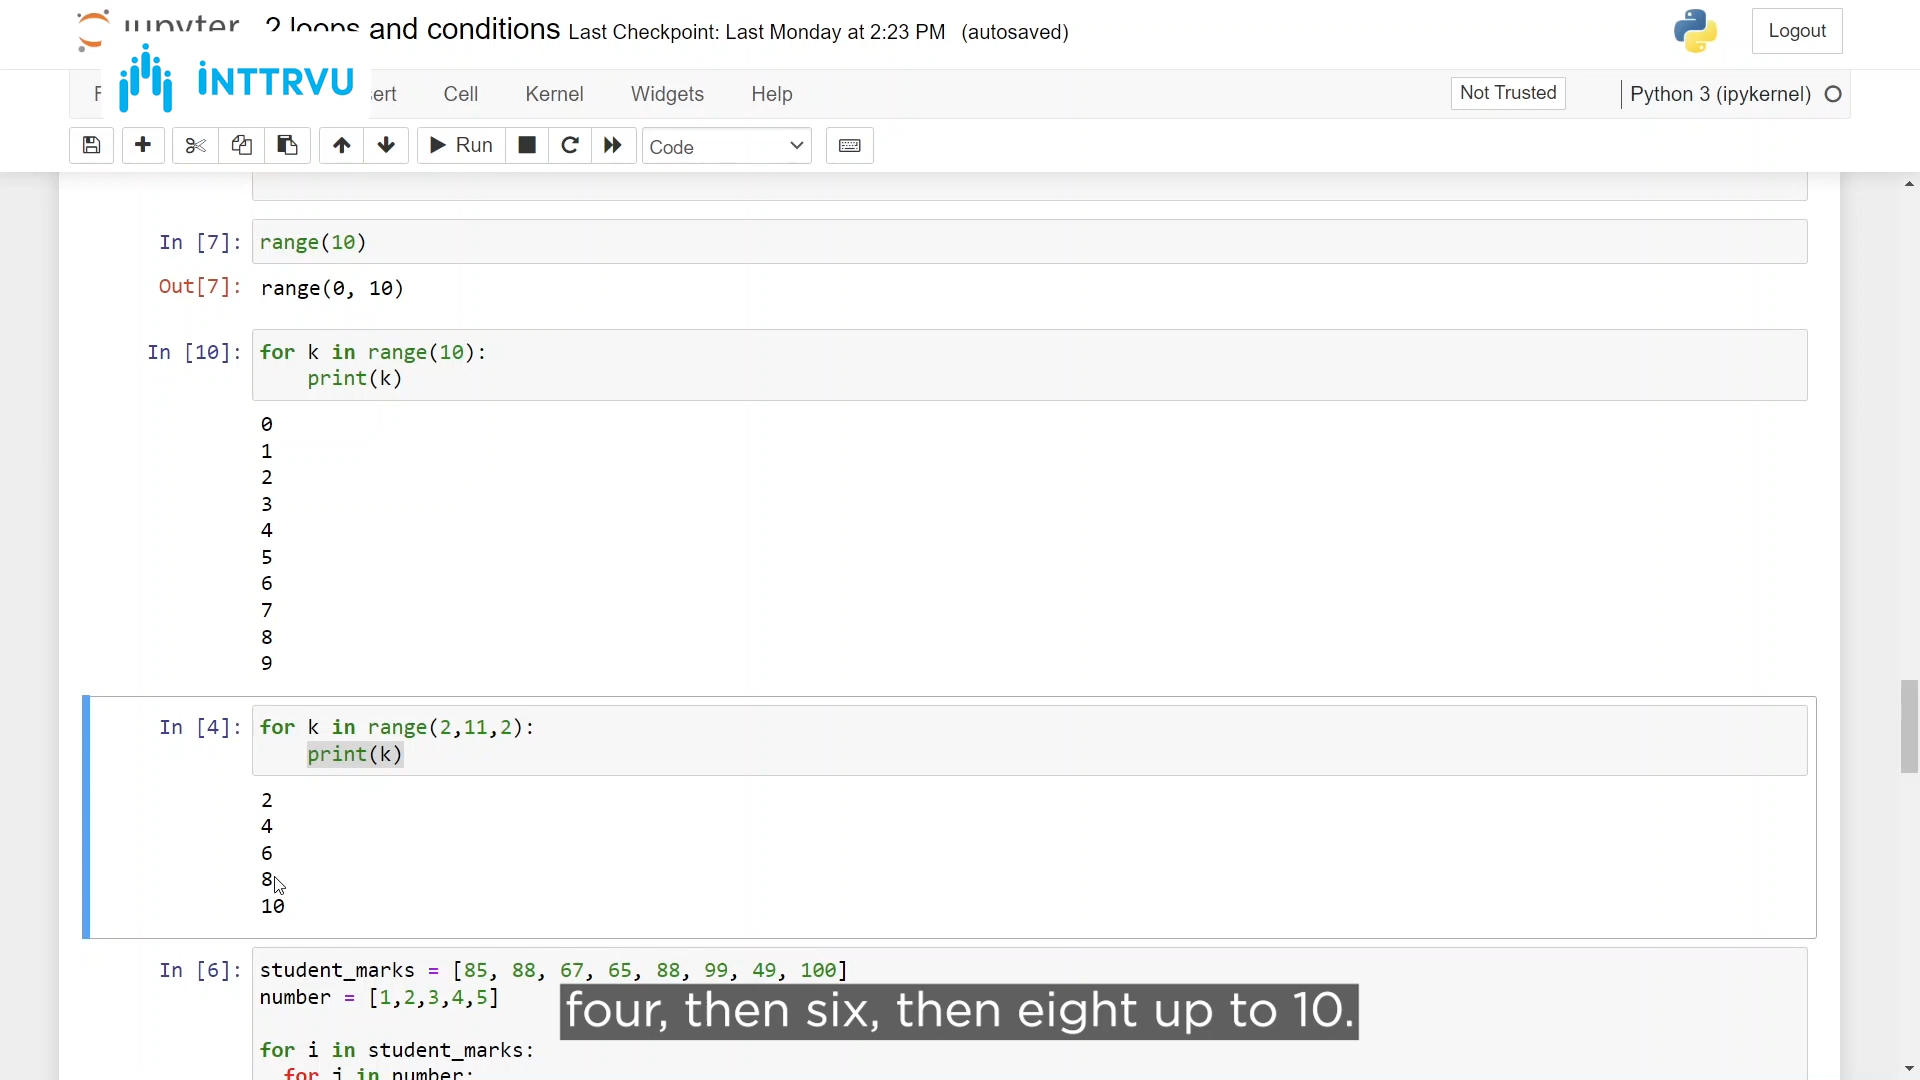 jupyter 2 loops and conditions Last Checkpoint: Last Monday at 2:23 PM (autosaved) Logout
INTTRVU
F ert Cell Kernel Widgets Help Not Trusted Python 3 (ipykernel)
Run Code
In [7]: range(10)
Out[7]: range(0, 10)
In [10]: for k in range(10):
print(k)
0
1
2
3
4
5
6
7
8
9
In [4]: for k in range(2,11,2):
print(k)
2
4
6
8
10
In [6]: student_marks = [85, 88, 67, 65, 88, 99, 49, 100]
number = [1,2,3,4,5]
four, then six, then eight up to 10.
for i in student_marks:
for j in number: